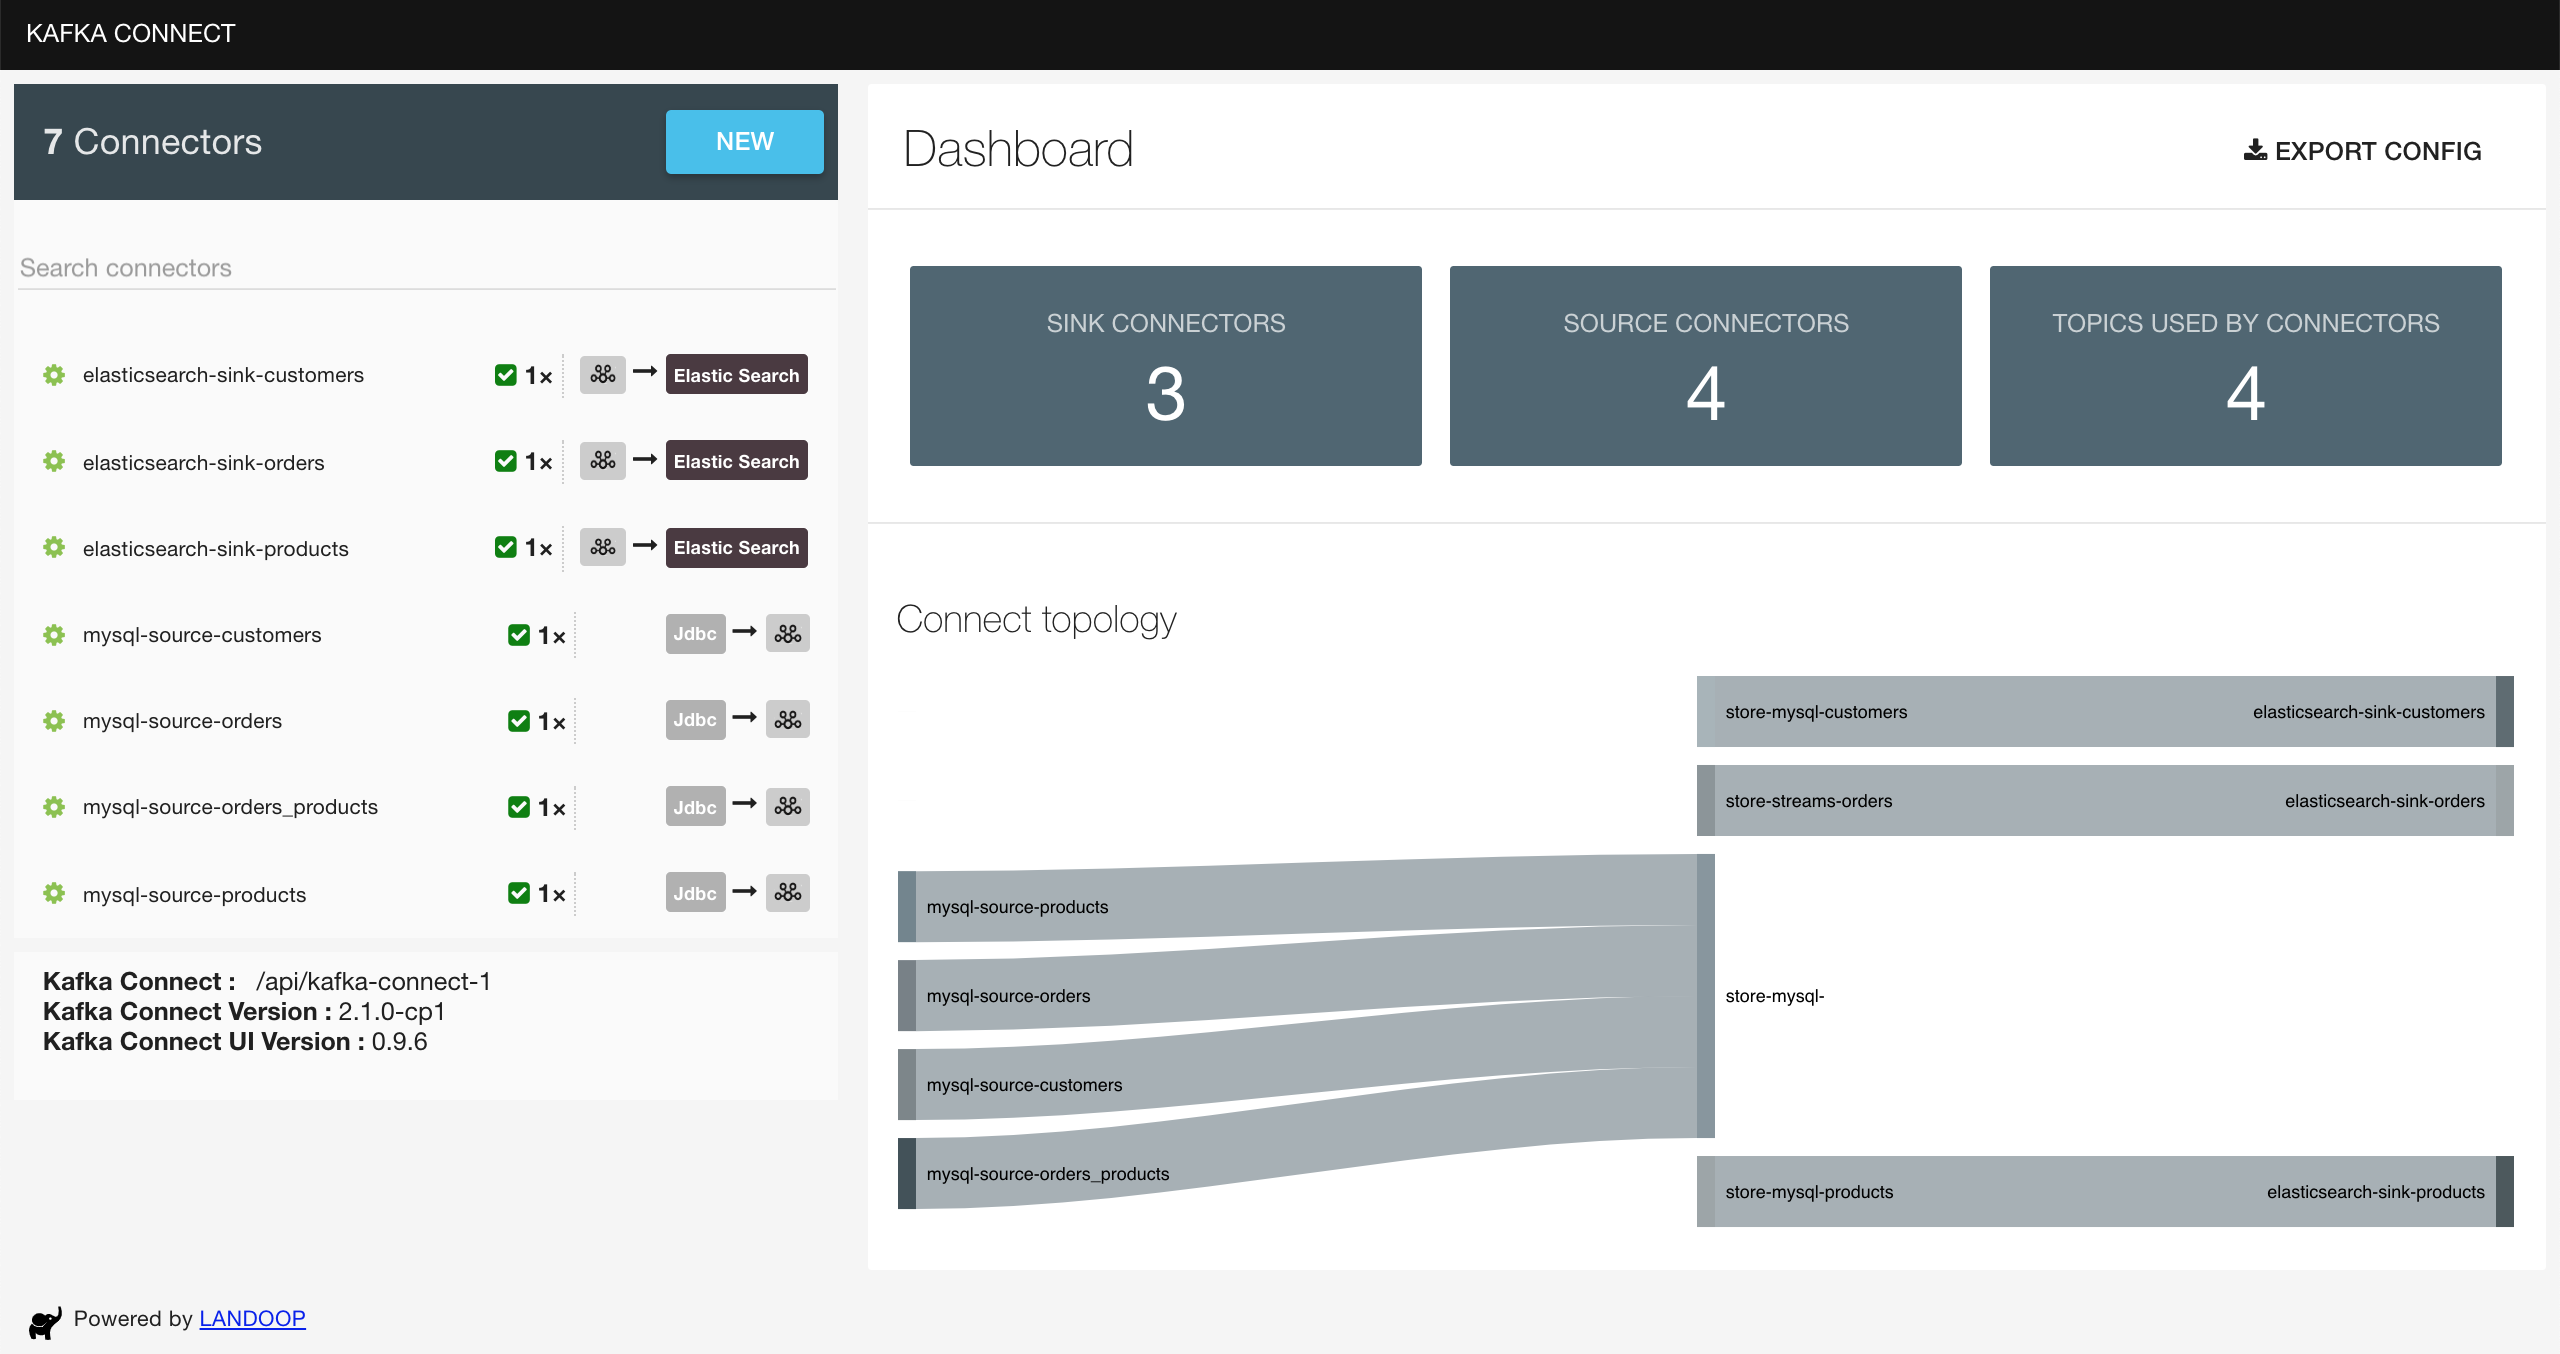 KAFKA CONNECT
7 Connectors
NEW
Search connectors
elasticsearch-sink-customers 1× Elastic Search
elasticsearch-sink-orders 1× Elastic Search
elasticsearch-sink-products 1× Elastic Search
mysql-source-customers 1× Jdbc
mysql-source-orders 1× Jdbc
mysql-source-orders_products 1× Jdbc
mysql-source-products 1× Jdbc
Kafka Connect : /api/kafka-connect-1
Kafka Connect Version : 2.1.0-cp1
Kafka Connect UI Version : 0.9.6
Powered by LANDOOP
Dashboard
EXPORT CONFIG
SINK CONNECTORS
3
SOURCE CONNECTORS
4
TOPICS USED BY CONNECTORS
4
Connect topology
store-mysql-customers elasticsearch-sink-customers
store-streams-orders elasticsearch-sink-orders
mysql-source-products
mysql-source-orders store-mysql-
mysql-source-customers
mysql-source-orders_products
store-mysql-products elasticsearch-sink-products